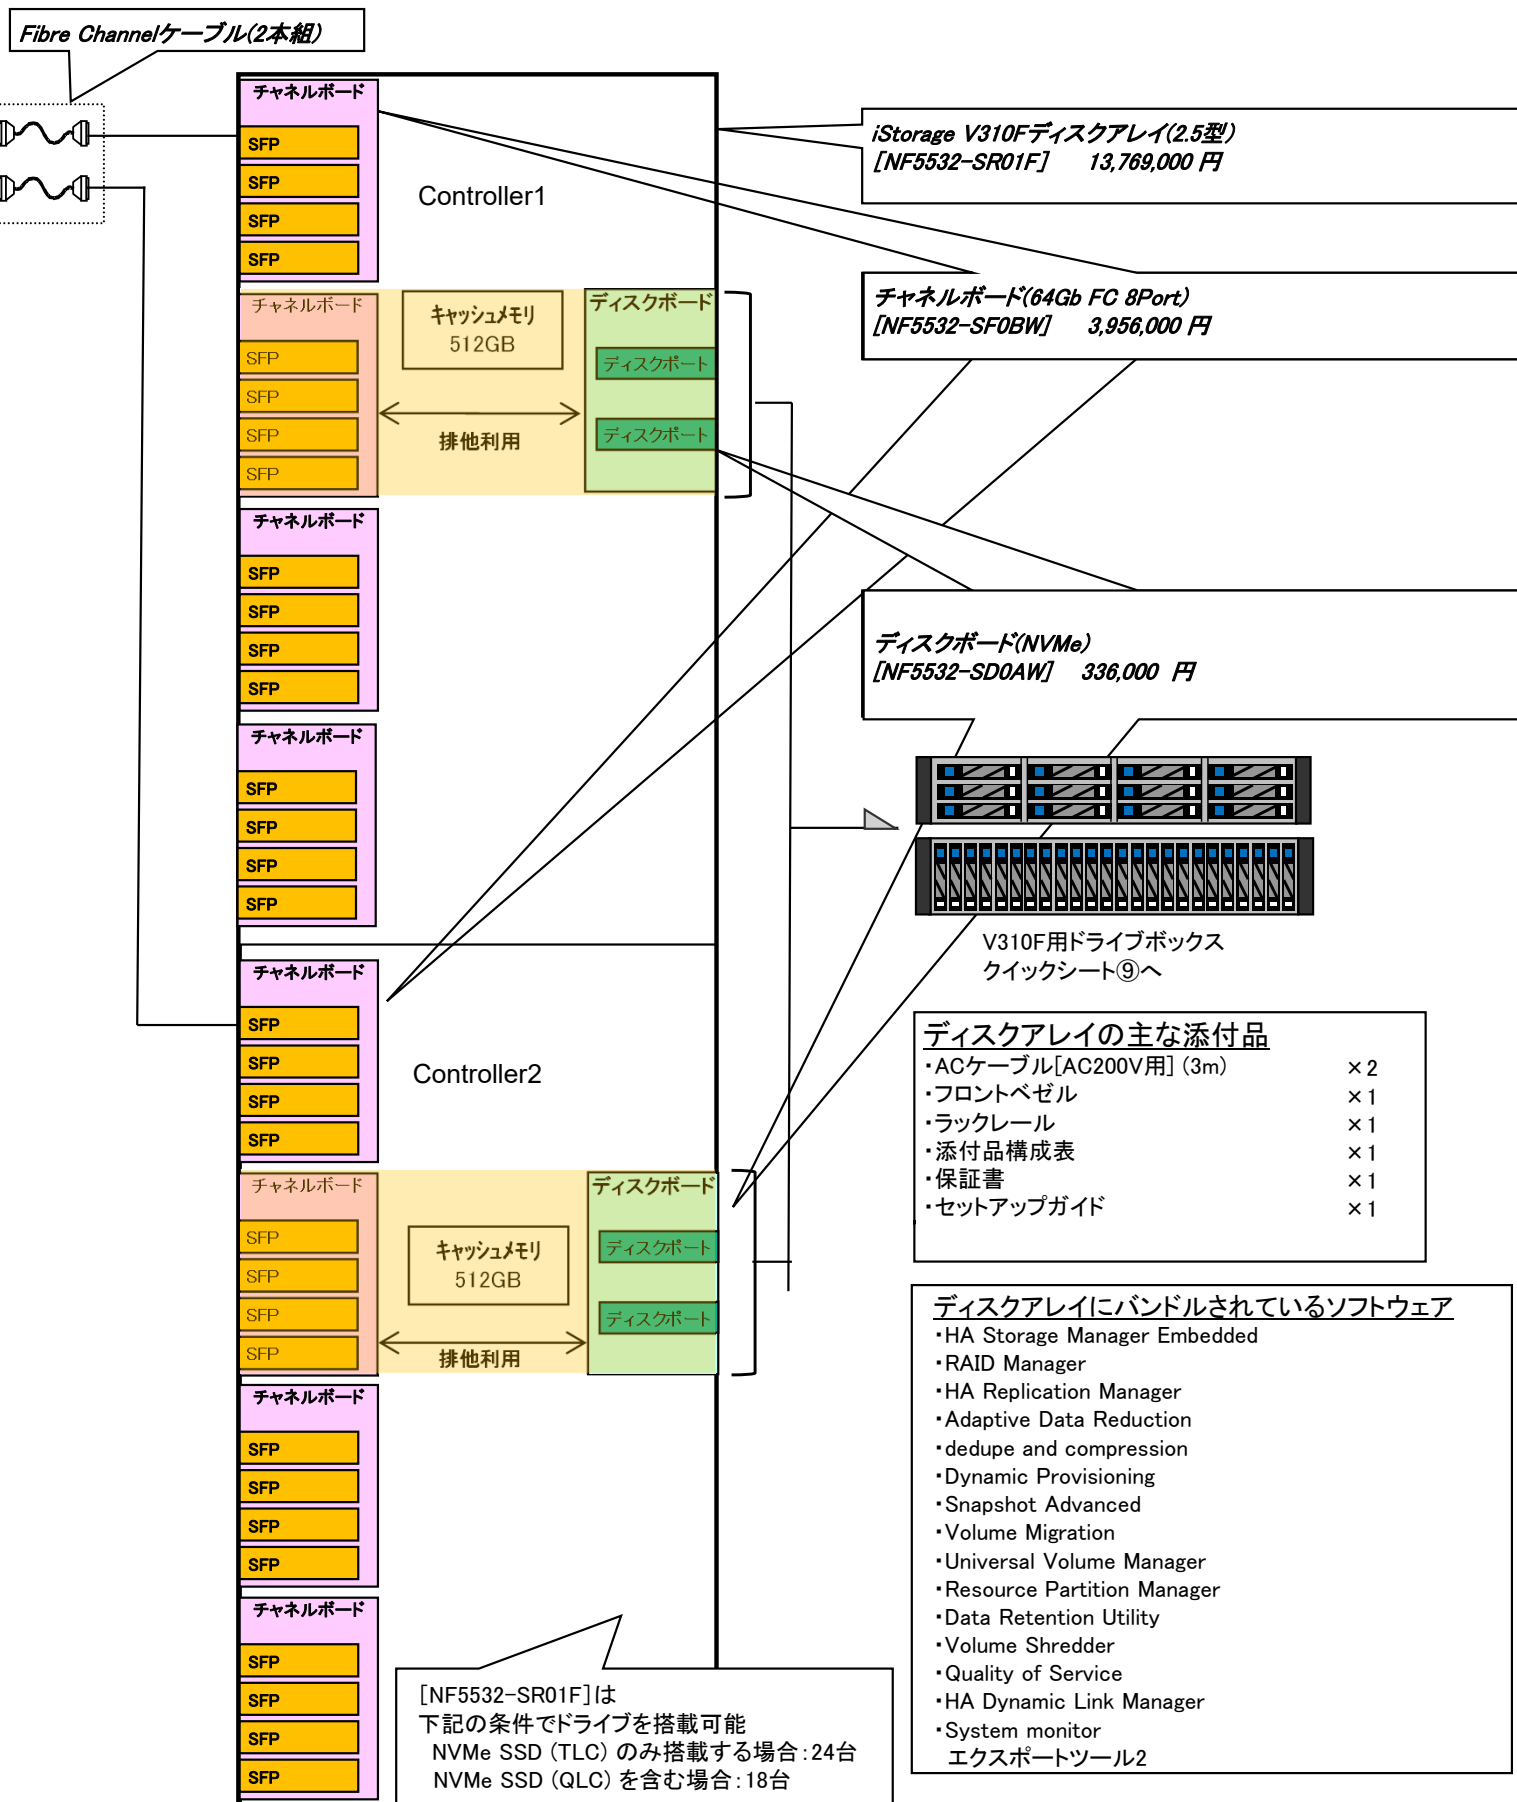 Fibre Channelケーブル(2本組)
チャネルボード
SFP
SFP
SFP
SFP
Controller1
iStorage V310Fディスクアレイ(2.5型)
[NF5532-SR01F] 13,769,000 円
チャネルボード(64Gb FC 8Port)
[NF5532-SF0BW] 3,956,000 円
チャネルボード
SFP
SFP
SFP
SFP
キャッシュメモリ
512GB
排他利用
ディスクボード
ディスクポート
ディスクポート
チャネルボード
SFP
SFP
SFP
SFP
ディスクボード(NVMe)
[NF5532-SD0AW] 336,000 円
チャネルボード
SFP
SFP
SFP
SFP
V310F用ドライブボックス
クイックシート⑨へ
チャネルボード
SFP
SFP
SFP
SFP
Controller2
ディスクアレイの主な添付品
・ACケーブル[AC200V用] (3m) ×2
・フロントベゼル ×1
・ラックレール ×1
・添付品構成表 ×1
・保証書 ×1
・セットアップガイド ×1
チャネルボード
SFP
SFP
SFP
SFP
キャッシュメモリ
512GB
排他利用
ディスクボード
ディスクポート
ディスクポート
ディスクアレイにバンドルされているソフトウェア
・HA Storage Manager Embedded
・RAID Manager
・HA Replication Manager
・Adaptive Data Reduction
・dedupe and compression
・Dynamic Provisioning
・Snapshot Advanced
・Volume Migration
・Universal Volume Manager
・Resource Partition Manager
・Data Retention Utility
・Volume Shredder
・Quality of Service
・HA Dynamic Link Manager
・System monitor
エクスポートツール2
チャネルボード
SFP
SFP
SFP
SFP
チャネルボード
SFP
SFP
SFP
SFP
[NF5532-SR01F]は
下記の条件でドライブを搭載可能
NVMe SSD (TLC) のみ搭載する場合:24台
NVMe SSD (QLC) を含む場合:18台